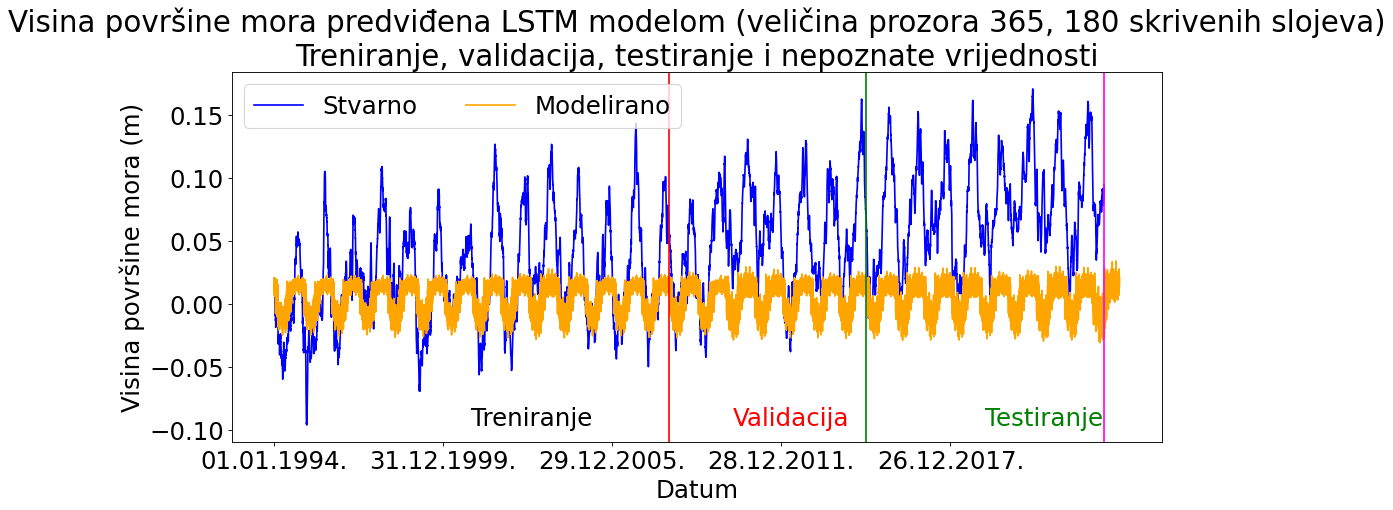 Visina površine mora predviđena LSTM modelom (veličina prozora 365, 180 skrivenih slojeva)
Treniranje, validacija, testiranje i nepoznate vrijednosti
Stvarno
Modelirano
Visina površine mora (m)
0.15
0.10
0.05
0.00
−0.05
−0.10
Treniranje
Validacija
Testiranje
01.01.1994.
31.12.1999.
29.12.2005.
28.12.2011.
26.12.2017.
Datum